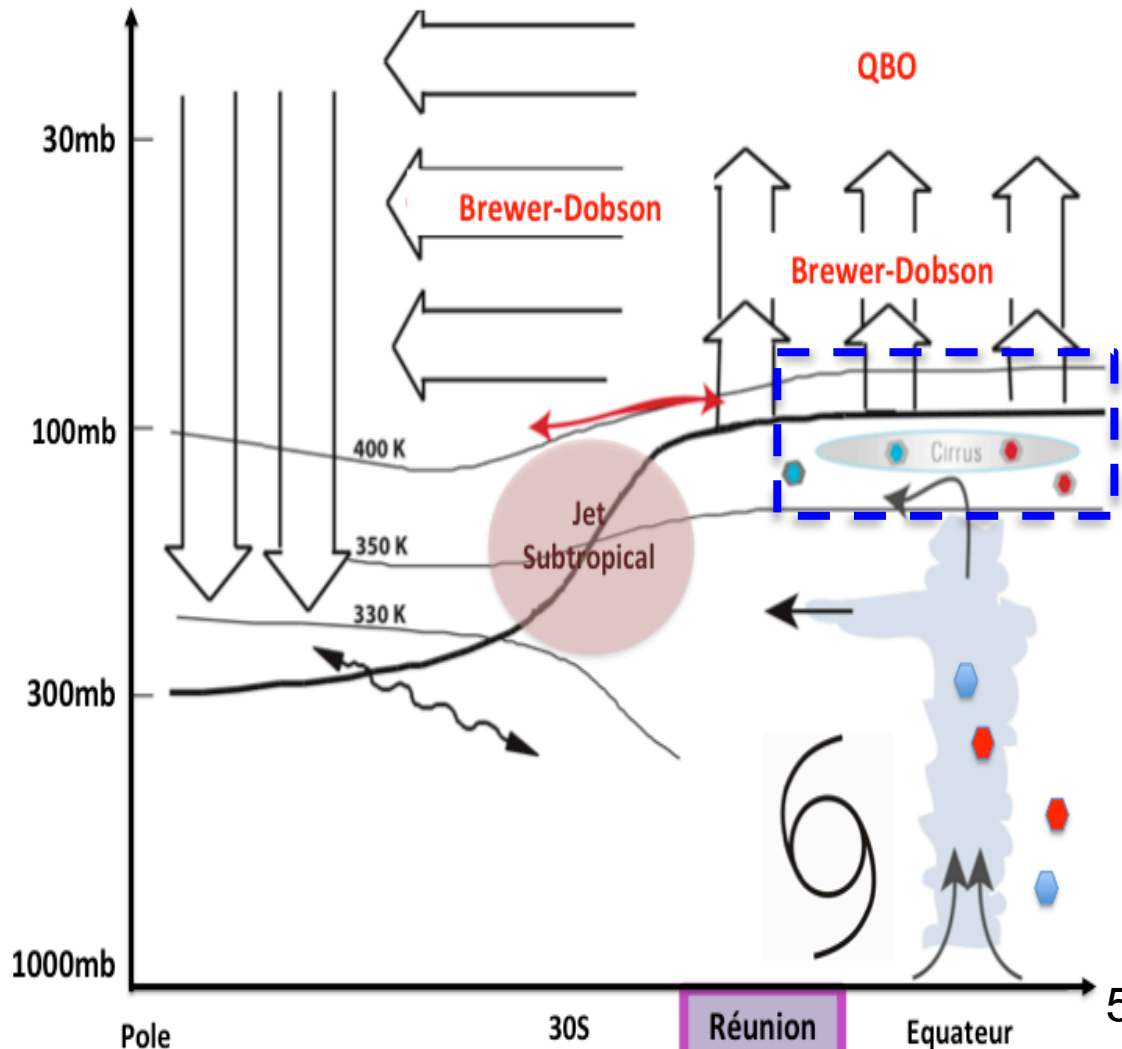 QBO
30mb
Brewer-Dobson
Brewer-Dobson
100mb
400 K
Cirrus
Jet
Subtropical
350 K
330 K
300mb
1000mb
5
Pole
30S
Réunion
Equateur